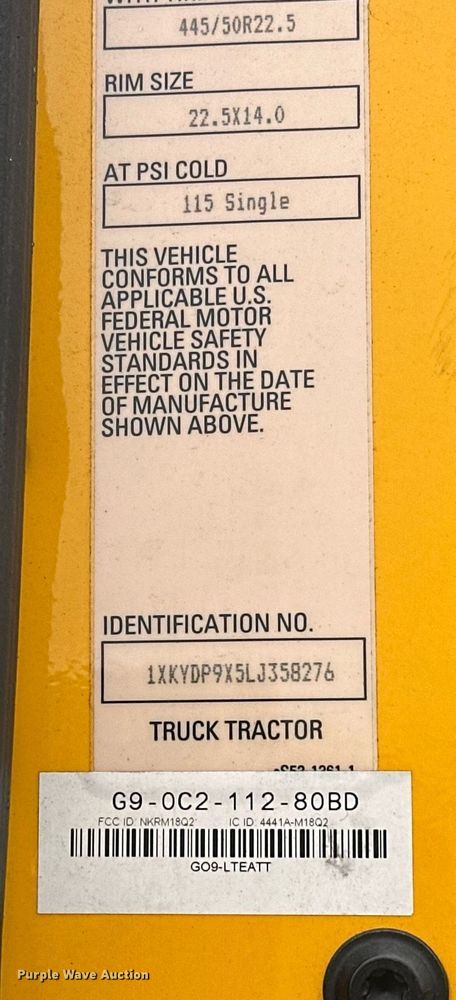 445/50R22.5
RIM SIZE
22.5X14.0
AT PSI COLD
115 Single
THIS VEHICLE
CONFORMS TO ALL
APPLICABLE U.S.
FEDERAL MOTOR
VEHICLE SAFETY
STANDARDS IN
EFFECT ON THE DATE
OF MANUFACTURE
SHOWN ABOVE.
IDENTIFICATION NO.
1XKYDP9X5LJ358276
TRUCK TRACTOR
G9-0C2-112-80BD
FCC ID: NKRM18Q2 IC ID: 4441A-M18Q2
GO9-LTEATT
Purple Wave Auction